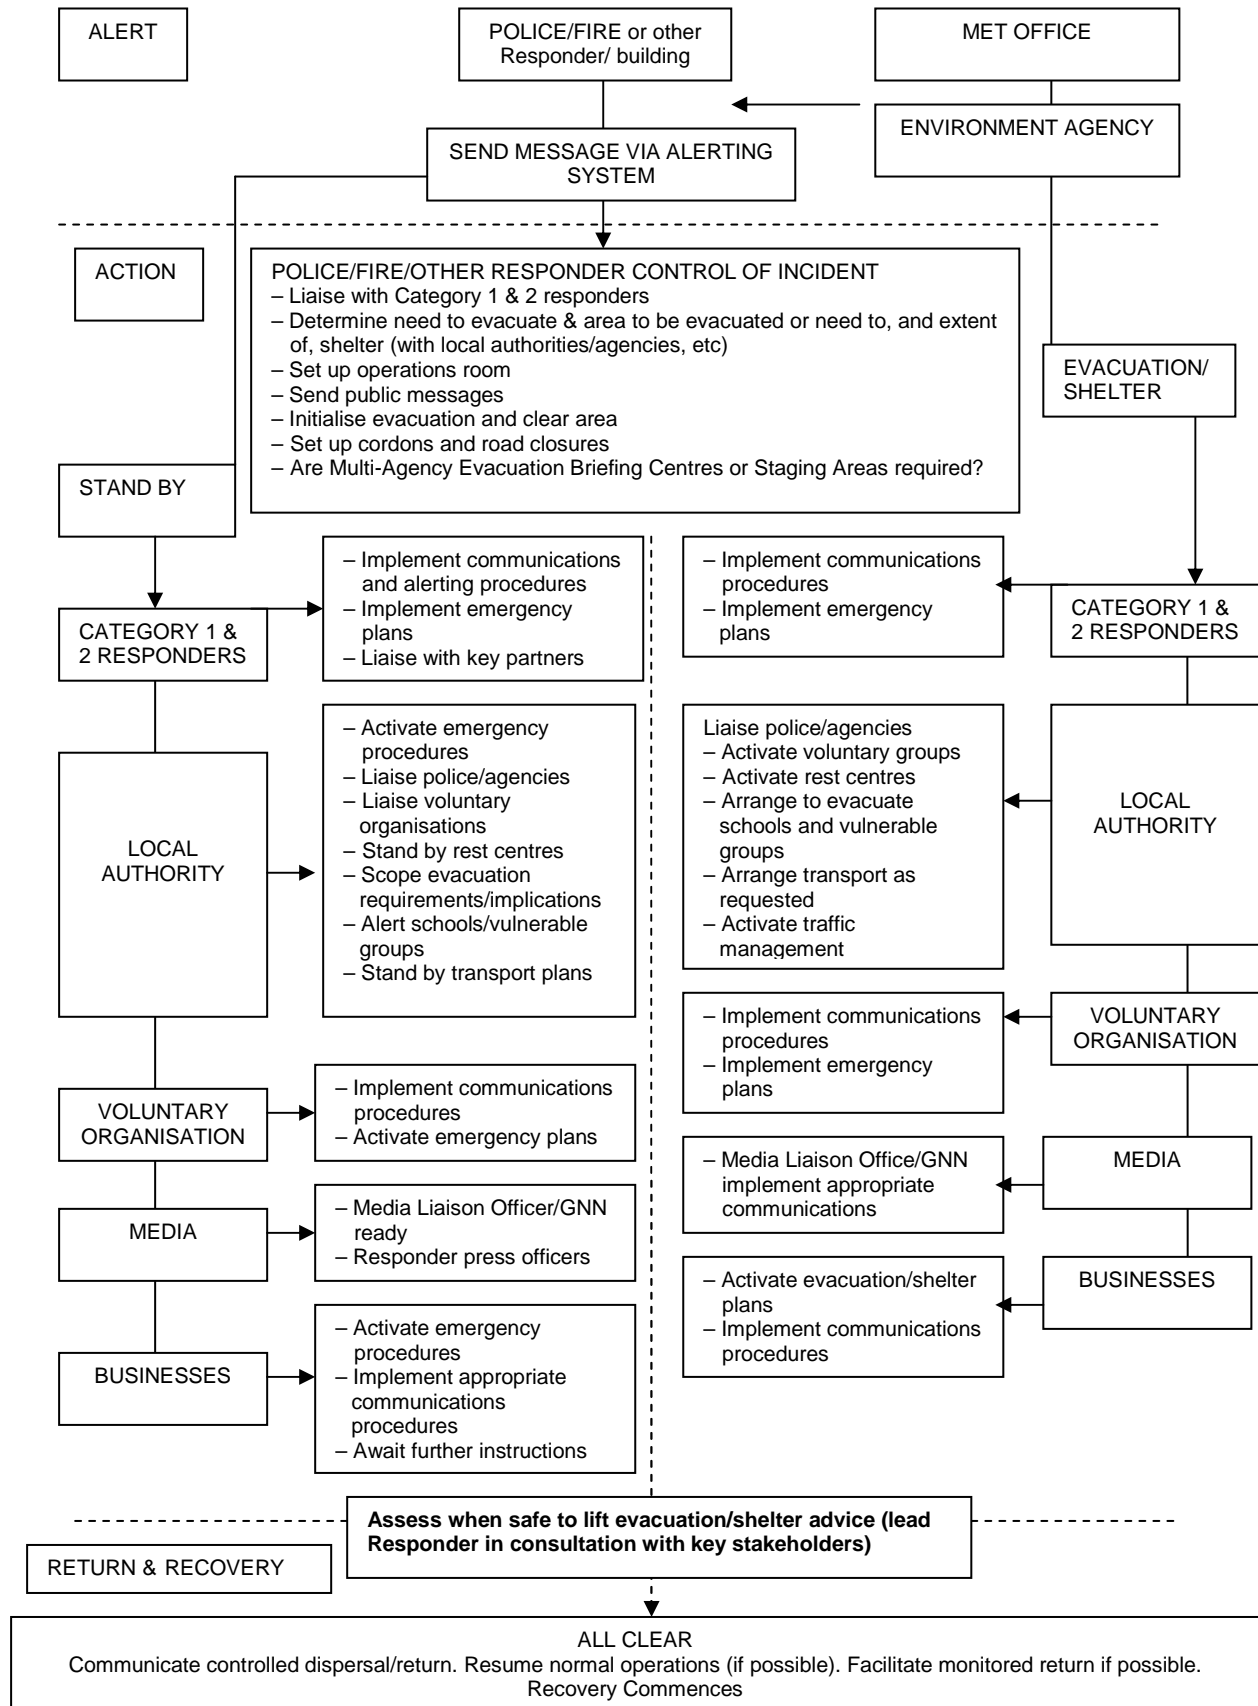 ALERT
POLICE/FIRE or other
Responder/ building
MET OFFICE
ENVIRONMENT AGENCY
SEND MESSAGE VIA ALERTING
SYSTEM
ACTION
POLICE/FIRE/OTHER RESPONDER CONTROL OF INCIDENT
– Liaise with Category 1 & 2 responders
– Determine need to evacuate & area to be evacuated or need to, and extent
of, shelter (with local authorities/agencies, etc)
– Set up operations room
– Send public messages
– Initialise evacuation and clear area
– Set up cordons and road closures
– Are Multi-Agency Evacuation Briefing Centres or Staging Areas required?
EVACUATION/
SHELTER
STAND BY
CATEGORY 1 &
2 RESPONDERS
– Implement communications
and alerting procedures
– Implement emergency
plans
– Liaise with key partners
LOCAL
AUTHORITY
– Activate emergency
procedures
– Liaise police/agencies
– Liaise voluntary
organisations
– Stand by rest centres
– Scope evacuation
requirements/implications
– Alert schools/vulnerable
groups
– Stand by transport plans
VOLUNTARY
ORGANISATION
– Implement communications
procedures
– Activate emergency plans
MEDIA
– Media Liaison Officer/GNN
ready
– Responder press officers
BUSINESSES
– Activate emergency
procedures
– Implement appropriate
communications
procedures
– Await further instructions
– Implement communications
procedures
– Implement emergency
plans
CATEGORY 1 &
2 RESPONDERS
Liaise police/agencies
– Activate voluntary groups
– Activate rest centres
– Arrange to evacuate
schools and vulnerable
groups
– Arrange transport as
requested
– Activate traffic
management
LOCAL
AUTHORITY
– Implement communications
procedures
– Implement emergency
plans
VOLUNTARY
ORGANISATION
– Media Liaison Office/GNN
implement appropriate
communications
MEDIA
– Activate evacuation/shelter
plans
– Implement communications
procedures
BUSINESSES
Assess when safe to lift evacuation/shelter advice (lead
Responder in consultation with key stakeholders)
RETURN & RECOVERY
ALL CLEAR
Communicate controlled dispersal/return. Resume normal operations (if possible). Facilitate monitored return if possible.
Recovery Commences